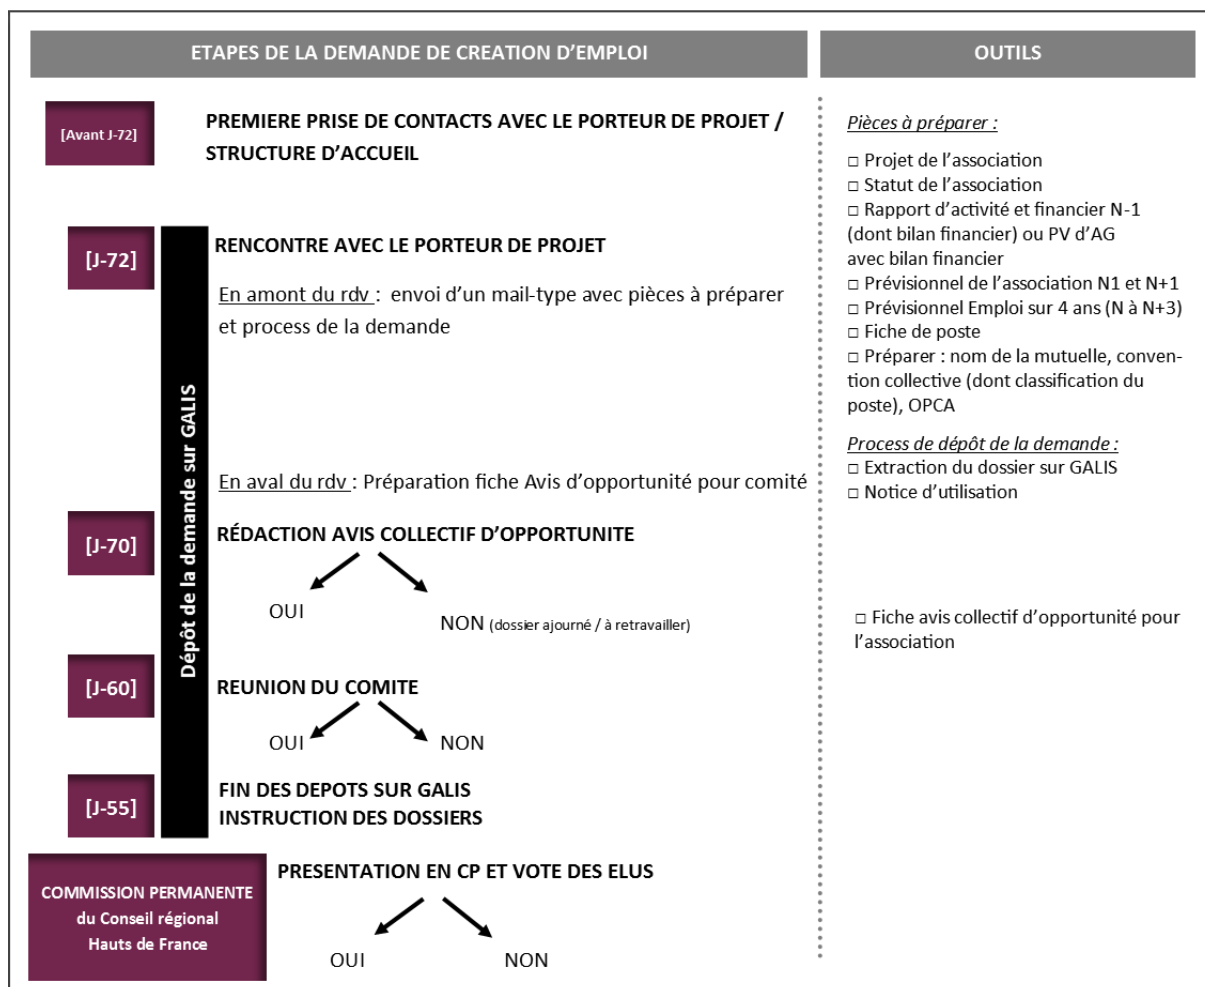 ETAPES DE LA DEMANDE DE CREATION D'EMPLOI
[Avant J-72]
PREMIERE PRISE DE CONTACTS AVEC LE PORTEUR DE PROJET /
STRUCTURE D'ACCUEIL
Dépôt de la demande sur GALIS
[J-72]
RENCONTRE AVEC LE PORTEUR DE PROJET
En amont du rdv : envoi d'un mail-type avec pièces à préparer
et process de la demande
En aval du rdv : Préparation fiche Avis d'opportunité pour comité
[J-70]
RÉDACTION AVIS COLLECTIF D'OPPORTUNITE
OUI
NON (dossier ajourné / à retravailler)
[J-60]
REUNION DU COMITE
OUI
NON
[J-55]
FIN DES DEPOTS SUR GALIS
INSTRUCTION DES DOSSIERS
COMMISSION PERMANENTE
du Conseil régional
Hauts de France
PRESENTATION EN CP ET VOTE DES ELUS
OUI
NON
OUTILS
Pièces à préparer :
□ Projet de l'association
□ Statut de l'association
□ Rapport d'activité et financier N-1
(dont bilan financier) ou PV d'AG
avec bilan financier
□ Prévisionnel de l'association N1 et N+1
□ Prévisionnel Emploi sur 4 ans (N à N+3)
□ Fiche de poste
□ Préparer : nom de la mutuelle, conven-
tion collective (dont classification du
poste), OPCA
Process de dépôt de la demande :
□ Extraction du dossier sur GALIS
□ Notice d'utilisation
□ Fiche avis collectif d'opportunité pour
l'association